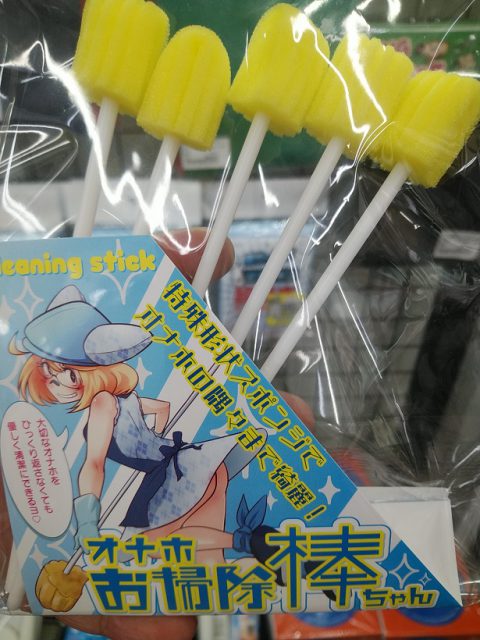 cleaning stick
特殊形状スポンジで
オナホの隅々まで綺麗！
大切なオナホを
ひっくり返さなくても
優しく清潔にできるヨ♡
オナホ
お掃除棒ちゃん